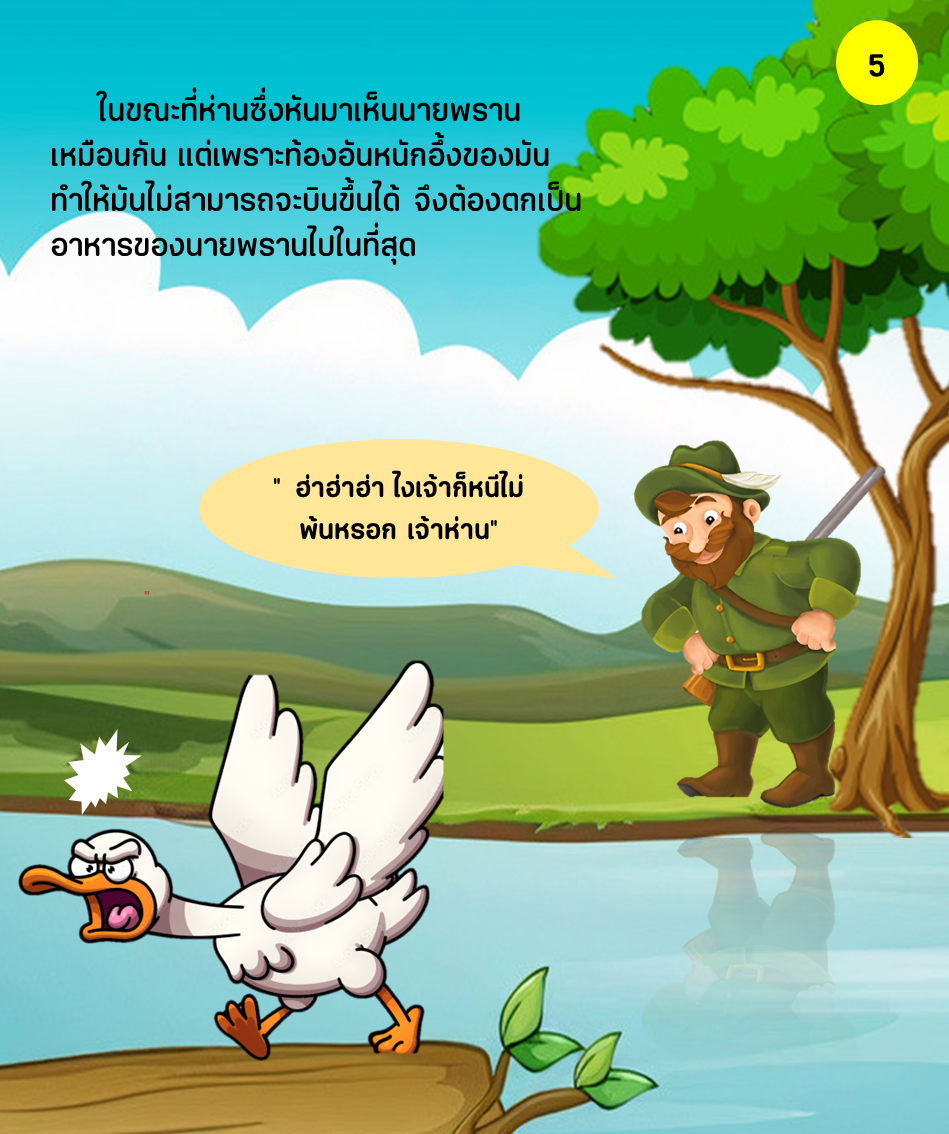 5
ในขณะที่ห่านซึ่งหันมาเห็นนายพราน
เหมือนกัน แต่เพราะท้องอันหนักอึ้งของมัน
ทำให้มันไม่สามารถจะบินขึ้นได้ จึงต้องตกเป็น
อาหารของนายพรานไปในที่สุด
" ฮ่าฮ่าฮ่า ไงเจ้าก็หนีไม่
พ้นหรอก เจ้าห่าน"
"